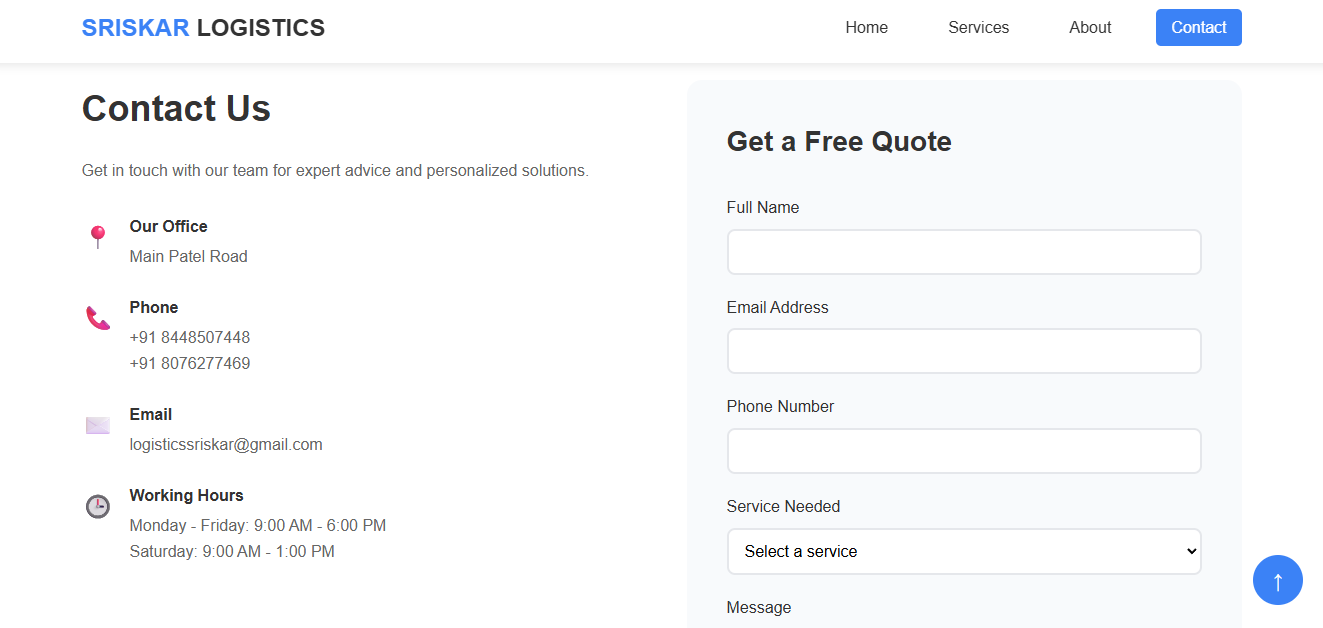 SRISKAR LOGISTICS
Home
Services
About
Contact
Contact Us
Get in touch with our team for expert advice and personalized solutions.
Our Office
Main Patel Road
Phone
+91 8448507448
+91 8076277469
Email
logisticssriskar@gmail.com
Working Hours
Monday - Friday: 9:00 AM - 6:00 PM
Saturday: 9:00 AM - 1:00 PM
Get a Free Quote
Full Name
Email Address
Phone Number
Service Needed
Select a service
Message
↑